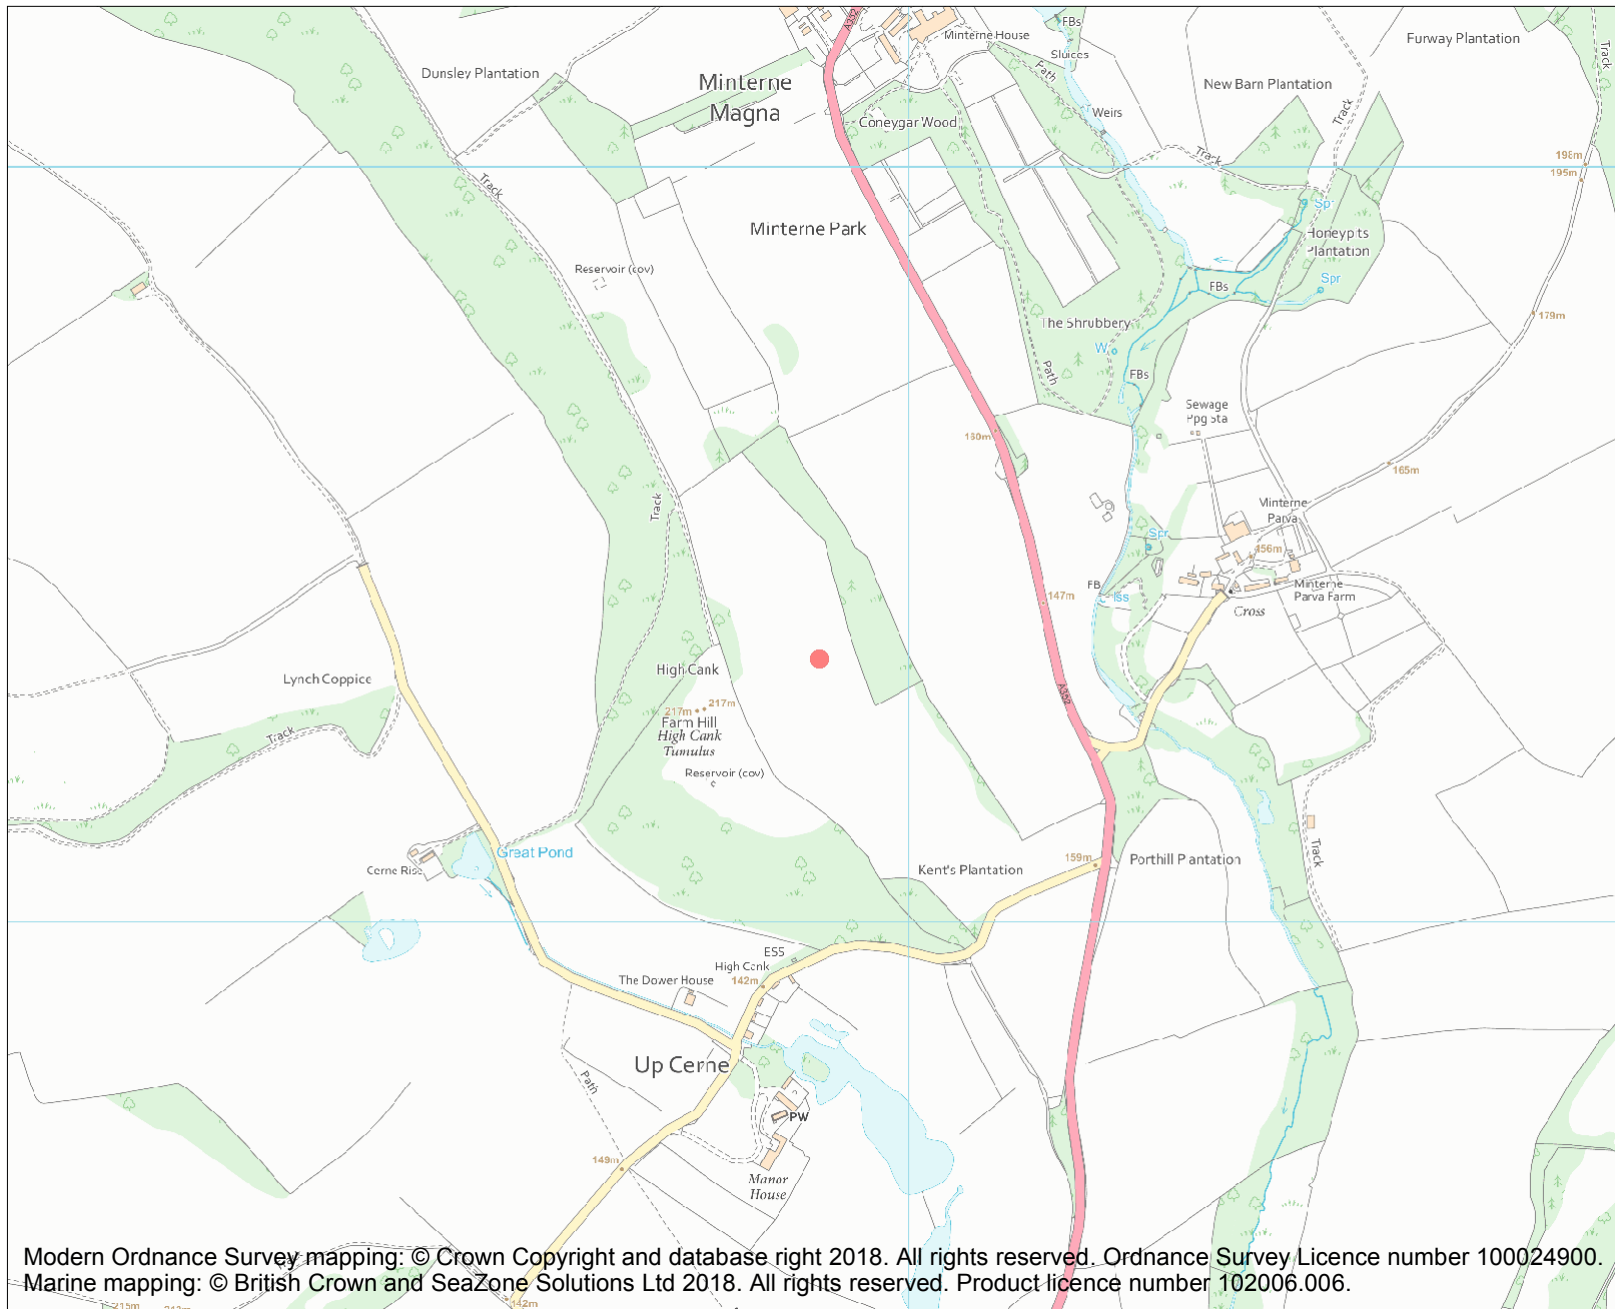 A352
Minterne House
FBs
Sluices
Furway Plantation
Track
Dunsley Plantation
Minterne
Magna
Path
New Barn Plantation
Coneygar Wood
Weirs
Track
Track
198m
195m
Track
Spr
Minterne Park
Honeypits
Plantation
Reservoir (cov)
Spr
FBs
179m
The Shrubbery
W
Path
FBs
Sewage
Ppg Sta
180m
165m
Track
Minterne
Parva
Spr
156m
FB
Iss
147m
Minterne
Parva Farm
Cross
High Cank
Lynch Coppice
A352
217m
217m
Farm Hill
High Cank
Tumulus
Track
Reservoir (cov)
Great Pond
Cerne Rise
Kent's Plantation
159m
Porthill Plantation
Track
ESS
High Cank
The Dower House
142m
Up Cerne
Path
PW
149m
Manor
House
Modern Ordnance Survey mapping: © Crown Copyright and database right 2018. All rights reserved. Ordnance Survey Licence number 100024900.
Marine mapping: © British Crown and SeaZone Solutions Ltd 2018. All rights reserved. Product licence number 102006.006.
215m
142m